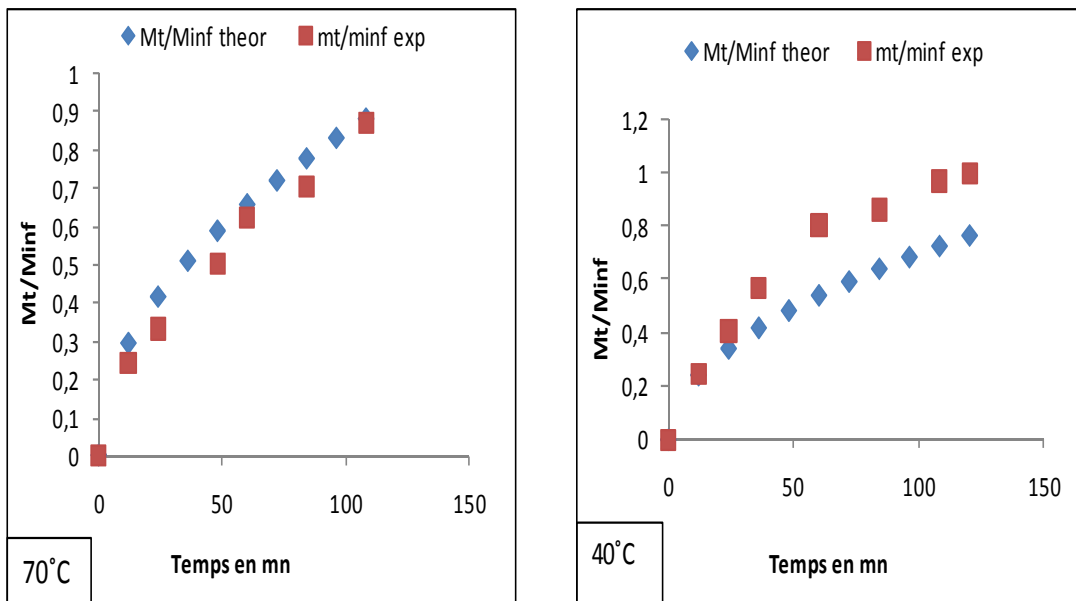 Mt/Minf theor mt/minf exp
1
0,9
0,8
0,7
0,6
0,5
0,4
0,3
0,2
0,1
0
Mt/Minf
0 50 100 150
Temps en mn
70°C
Mt/Minf theor mt/minf exp
1,2
1
0,8
0,6
0,4
0,2
0
Mt/Minf
0 50 100 150
Temps en mn
40°C